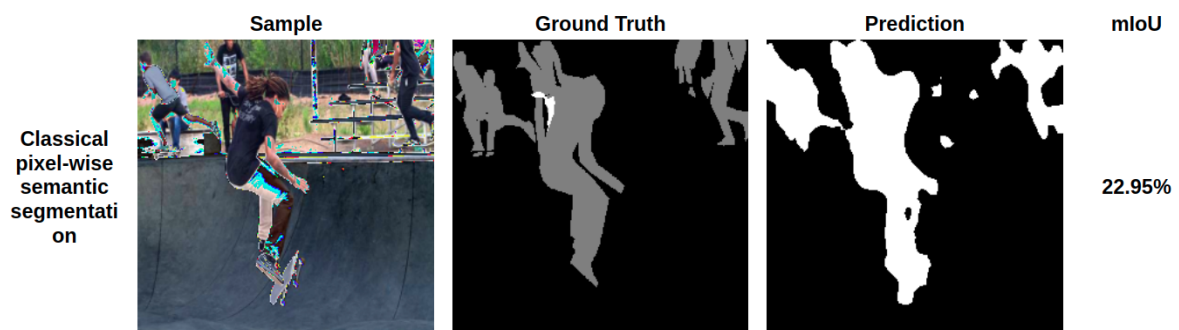 Sample Ground Truth Prediction mIoU
Classical
pixel-wise
semantic
segmentati
on
22.95%